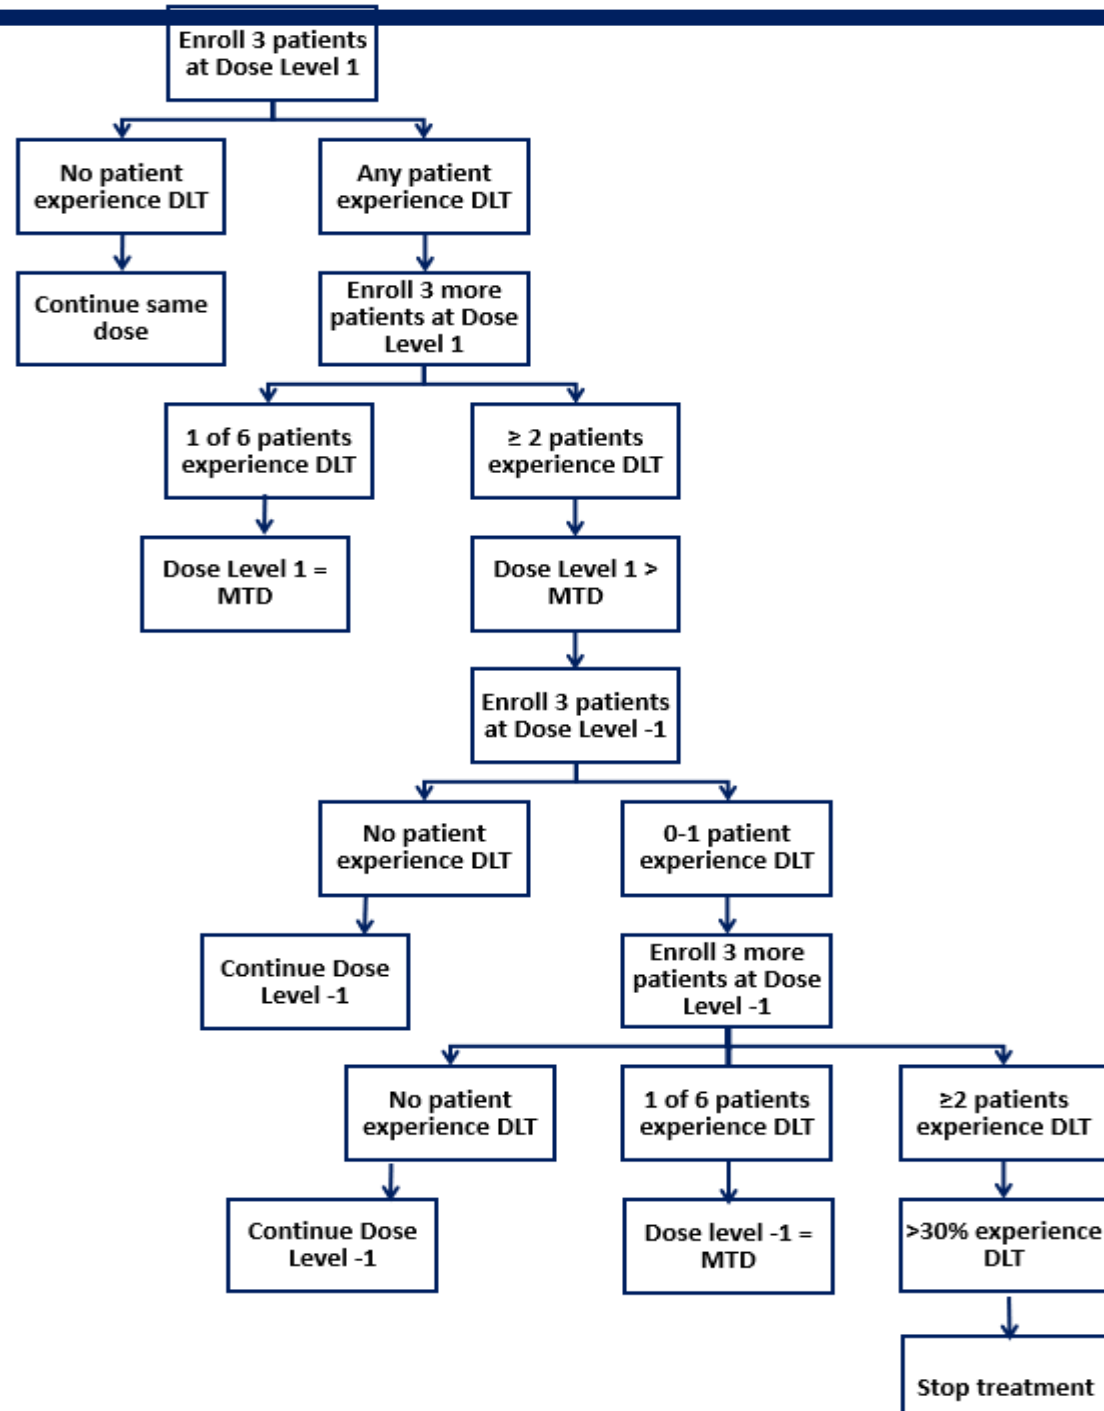 Enroll 3 patients
at Dose Level 1
No patient
experience DLT
Any patient
experience DLT
Continue same
dose
Enroll 3 more
patients at Dose
Level 1
1 of 6 patients
experience DLT
≥ 2 patients
experience DLT
Dose Level 1 =
MTD
Dose Level 1 >
MTD
Enroll 3 patients
at Dose Level -1
No patient
experience DLT
0-1 patient
experience DLT
Continue Dose
Level -1
Enroll 3 more
patients at Dose
Level -1
No patient
experience DLT
1 of 6 patients
experience DLT
≥2 patients
experience DLT
Continue Dose
Level -1
Dose level -1 =
MTD
>30% experience
DLT
Stop treatment